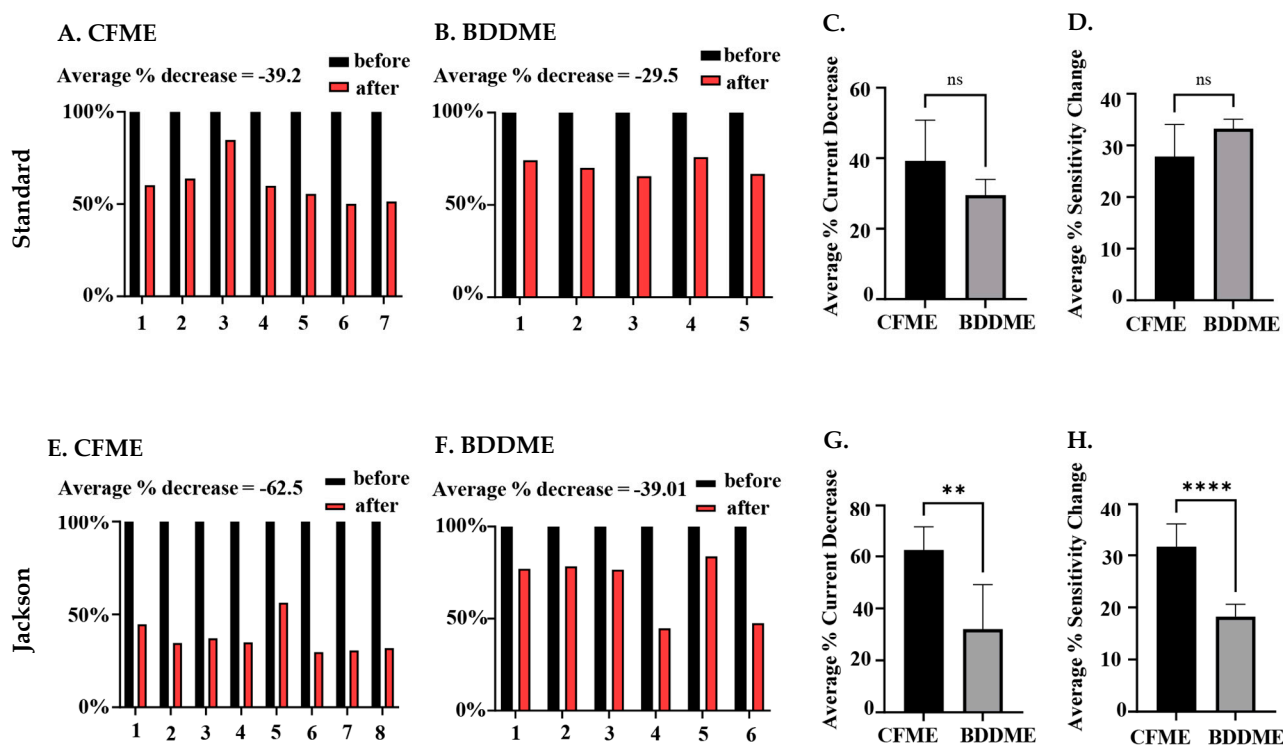 A. CFME
Average % decrease = -39.2
before
after
100%
50%
0%
1 2 3 4 5 6 7
Standard
B. BDDME
Average % decrease = -29.5
before
after
100%
50%
0%
1 2 3 4 5
C.
ns
Average % Current Decrease
60
40
20
0
CFME BDDME
D.
ns
Average % Sensitivity Change
40
30
20
10
0
CFME BDDME
E. CFME
Average % decrease = -62.5
before
after
100%
50%
0%
1 2 3 4 5 6 7 8
Jackson
F. BDDME
Average % decrease = -39.01
before
after
100%
50%
0%
1 2 3 4 5 6
G.
**
Average % Current Decrease
80
60
40
20
0
CFME BDDME
H.
****
Average % Sensitivity Change
40
30
20
10
0
CFME BDDME